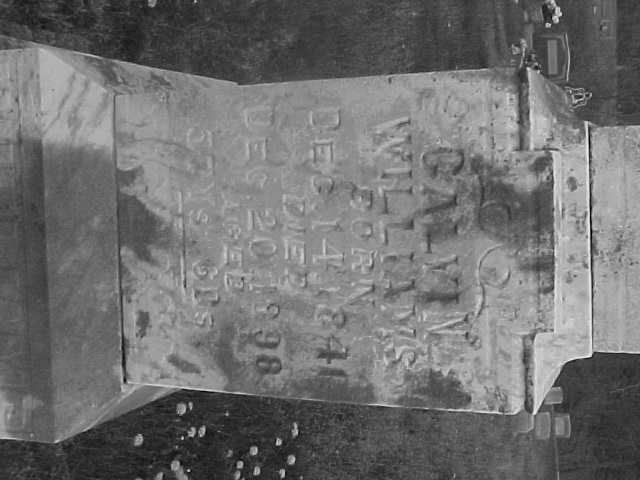 CALVIN
WILLIAMS
BORN
DEC. 14, 1841
DIED
DEC. 20, 1898
AGED
57 YS. 6 DS.